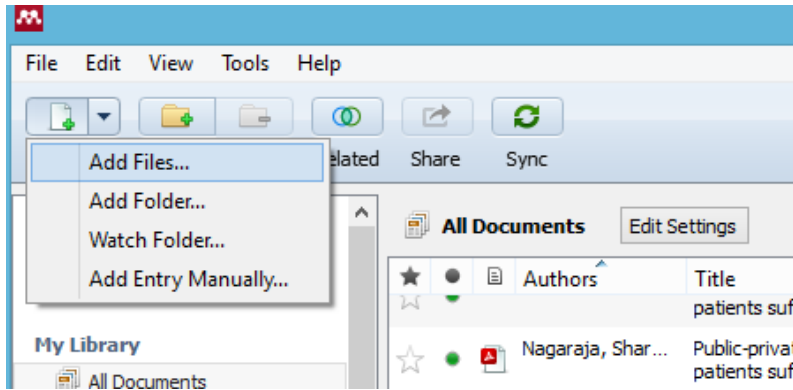 File Edit View Tools Help
elated Share Sync
Add Files...
Add Folder...
Watch Folder...
Add Entry Manually...
All Documents Edit Settings
Authors Title
patients suf
Nagaraja, Shar... Public-privat
patients suf
My Library
All Documents